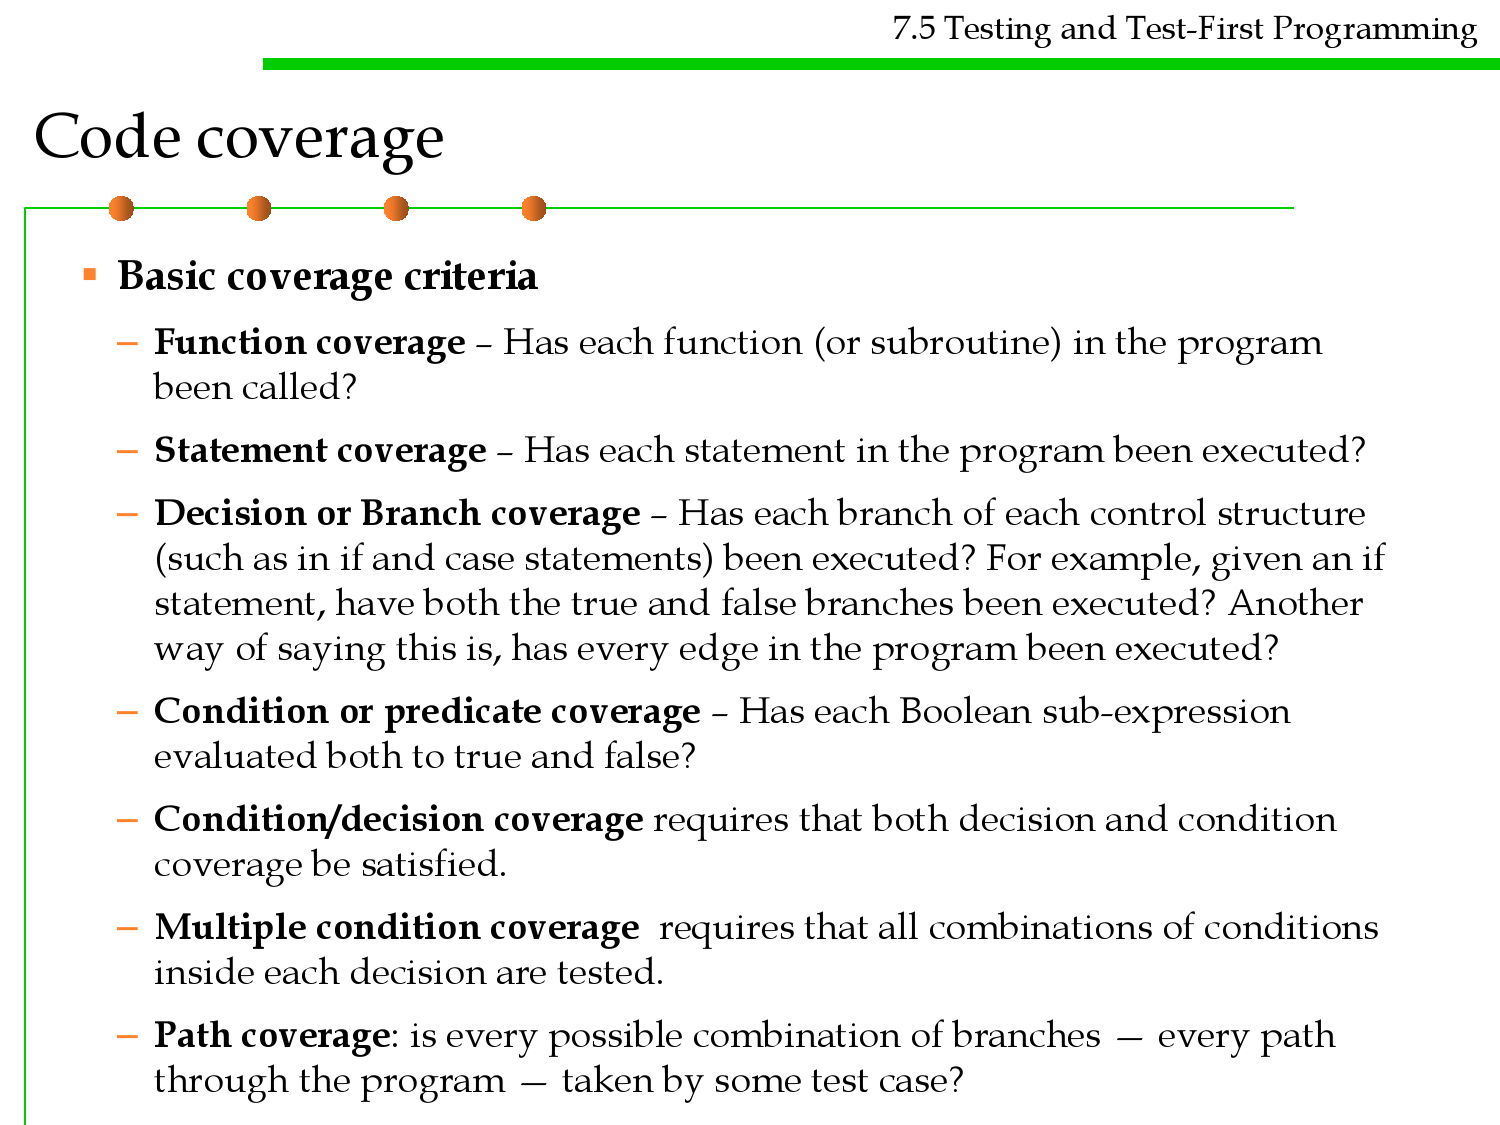 7.5 Testing and Test-First Programming
Code coverage
▪ Basic coverage criteria
– Function coverage – Has each function (or subroutine) in the program
been called?
– Statement coverage – Has each statement in the program been executed?
– Decision or Branch coverage – Has each branch of each control structure
(such as in if and case statements) been executed? For example, given an if
statement, have both the true and false branches been executed? Another
way of saying this is, has every edge in the program been executed?
– Condition or predicate coverage – Has each Boolean sub-expression
evaluated both to true and false?
– Condition/decision coverage requires that both decision and condition
coverage be satisfied.
– Multiple condition coverage  requires that all combinations of conditions
inside each decision are tested.
– Path coverage: is every possible combination of branches — every path
through the program — taken by some test case?